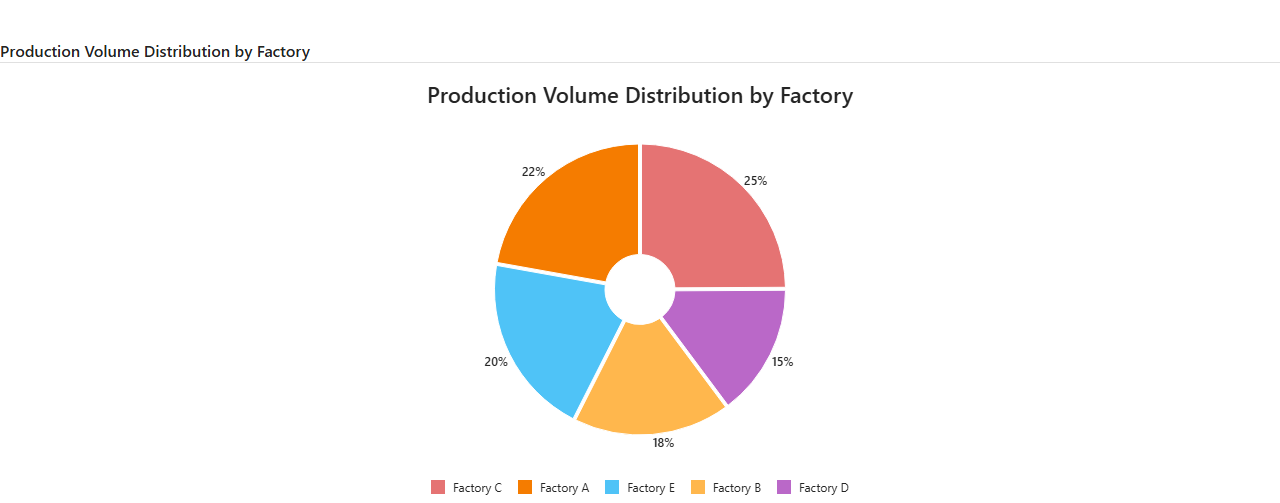 Production Volume Distribution by Factory
Production Volume Distribution by Factory
22%
25%
20%
15%
18%
Factory C Factory A Factory E Factory B Factory D